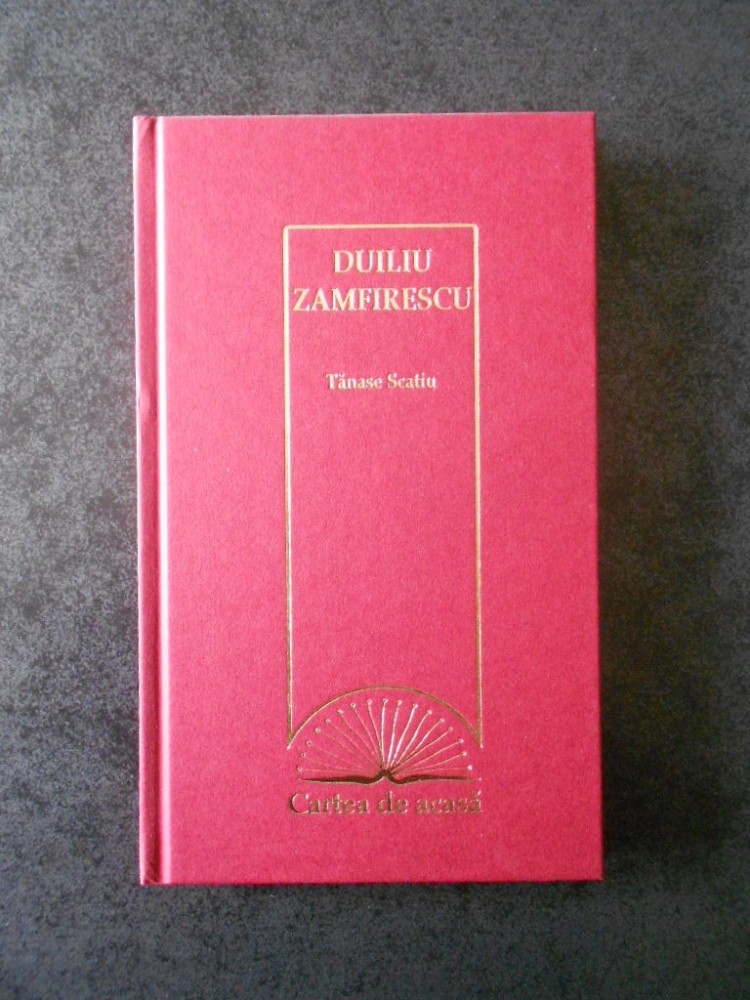 DUILIU
ZAMFIRESCU
Tănase Scatiu
Cartea de acasă